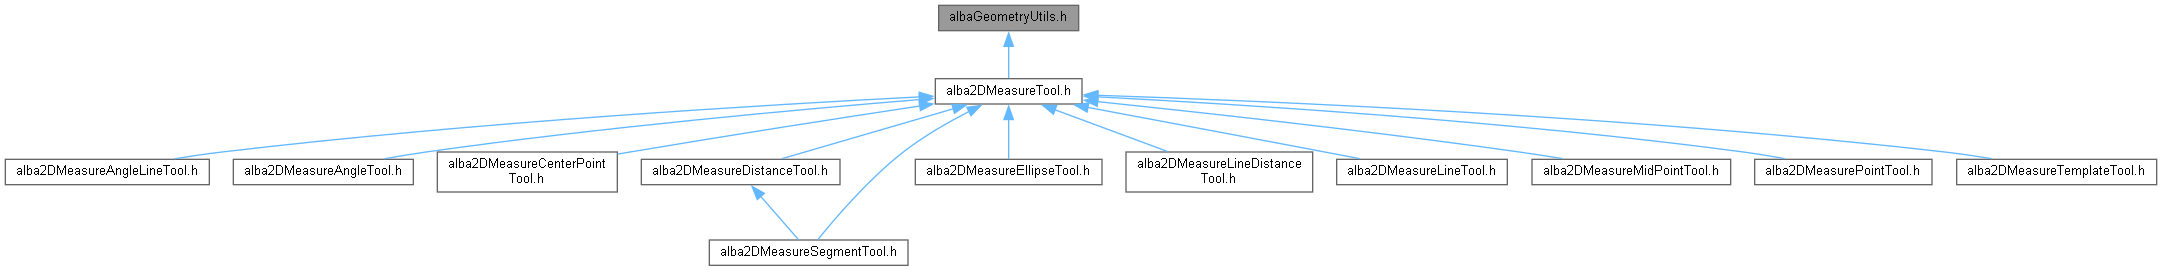 albaGeometryUtils.h
alba2DMeasureTool.h
alba2DMeasureAngleLineTool.h
alba2DMeasureAngleTool.h
alba2DMeasureCenterPoint
Tool.h
alba2DMeasureDistanceTool.h
alba2DMeasureEllipseTool.h
alba2DMeasureLineDistance
Tool.h
alba2DMeasureLineTool.h
alba2DMeasureMidPointTool.h
alba2DMeasurePointTool.h
alba2DMeasureTemplateTool.h
alba2DMeasureSegmentTool.h